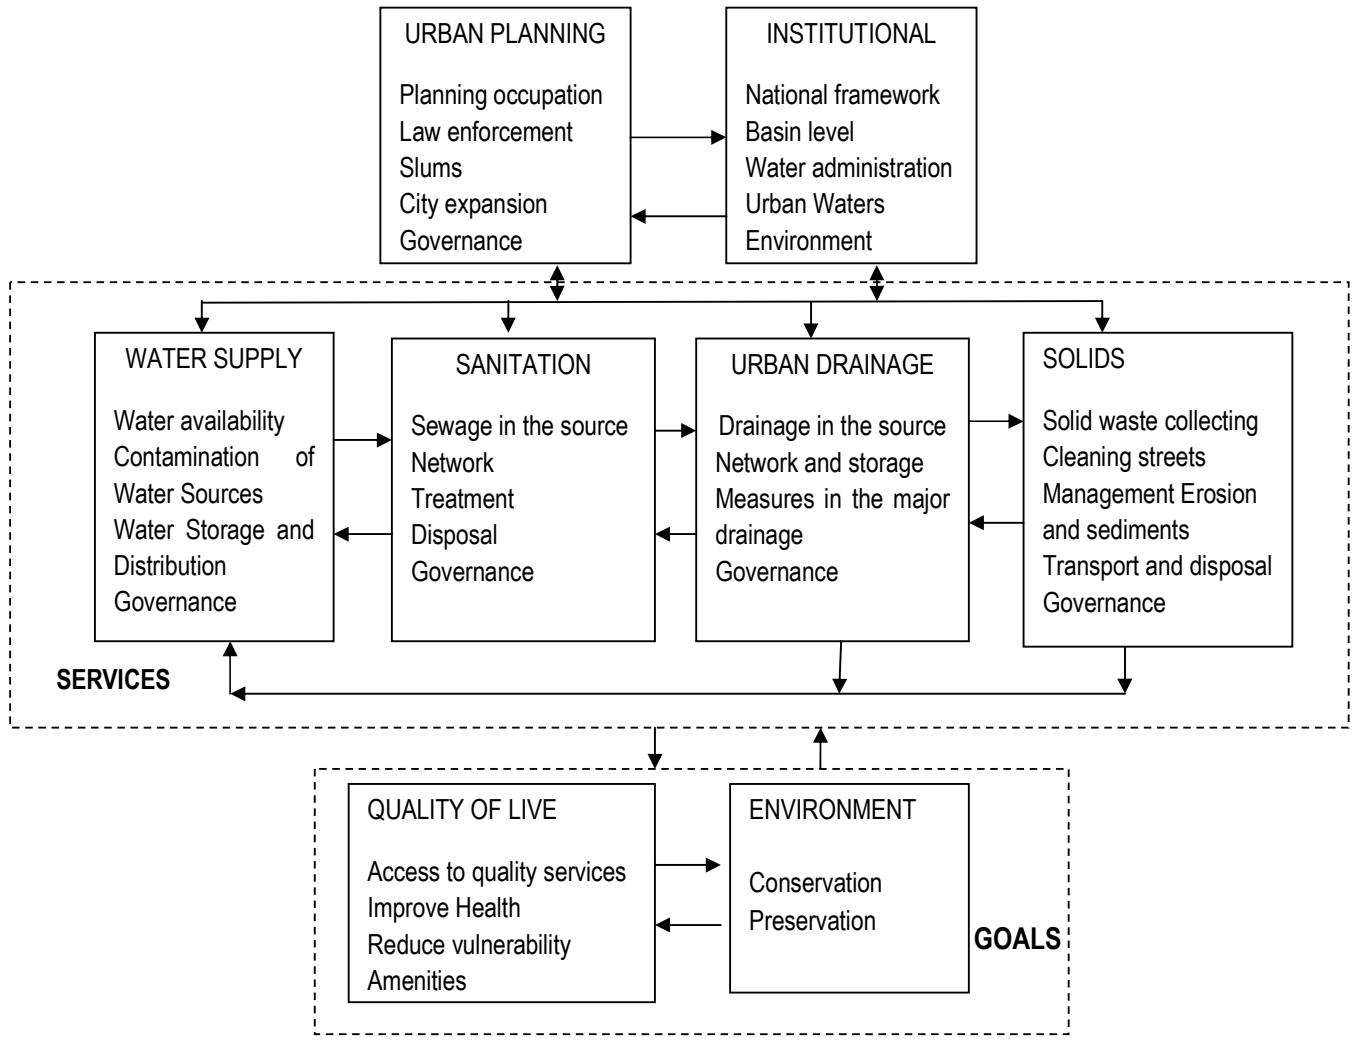 URBAN PLANNING
Planning occupation
Law enforcement
Slums
City expansion
Governance
INSTITUTIONAL
National framework
Basin level
Water administration
Urban Waters
Environment
WATER SUPPLY
Water availability
Contamination of
Water Sources
Water Storage and
Distribution
Governance
SANITATION
Sewage in the source
Network
Treatment
Disposal
Governance
URBAN DRAINAGE
Drainage in the source
Network and storage
Measures in the major
drainage
Governance
SOLIDS
Solid waste collecting
Cleaning streets
Management Erosion
and sediments
Transport and disposal
Governance
SERVICES
QUALITY OF LIVE
Access to quality services
Improve Health
Reduce vulnerability
Amenities
ENVIRONMENT
Conservation
Preservation
GOALS